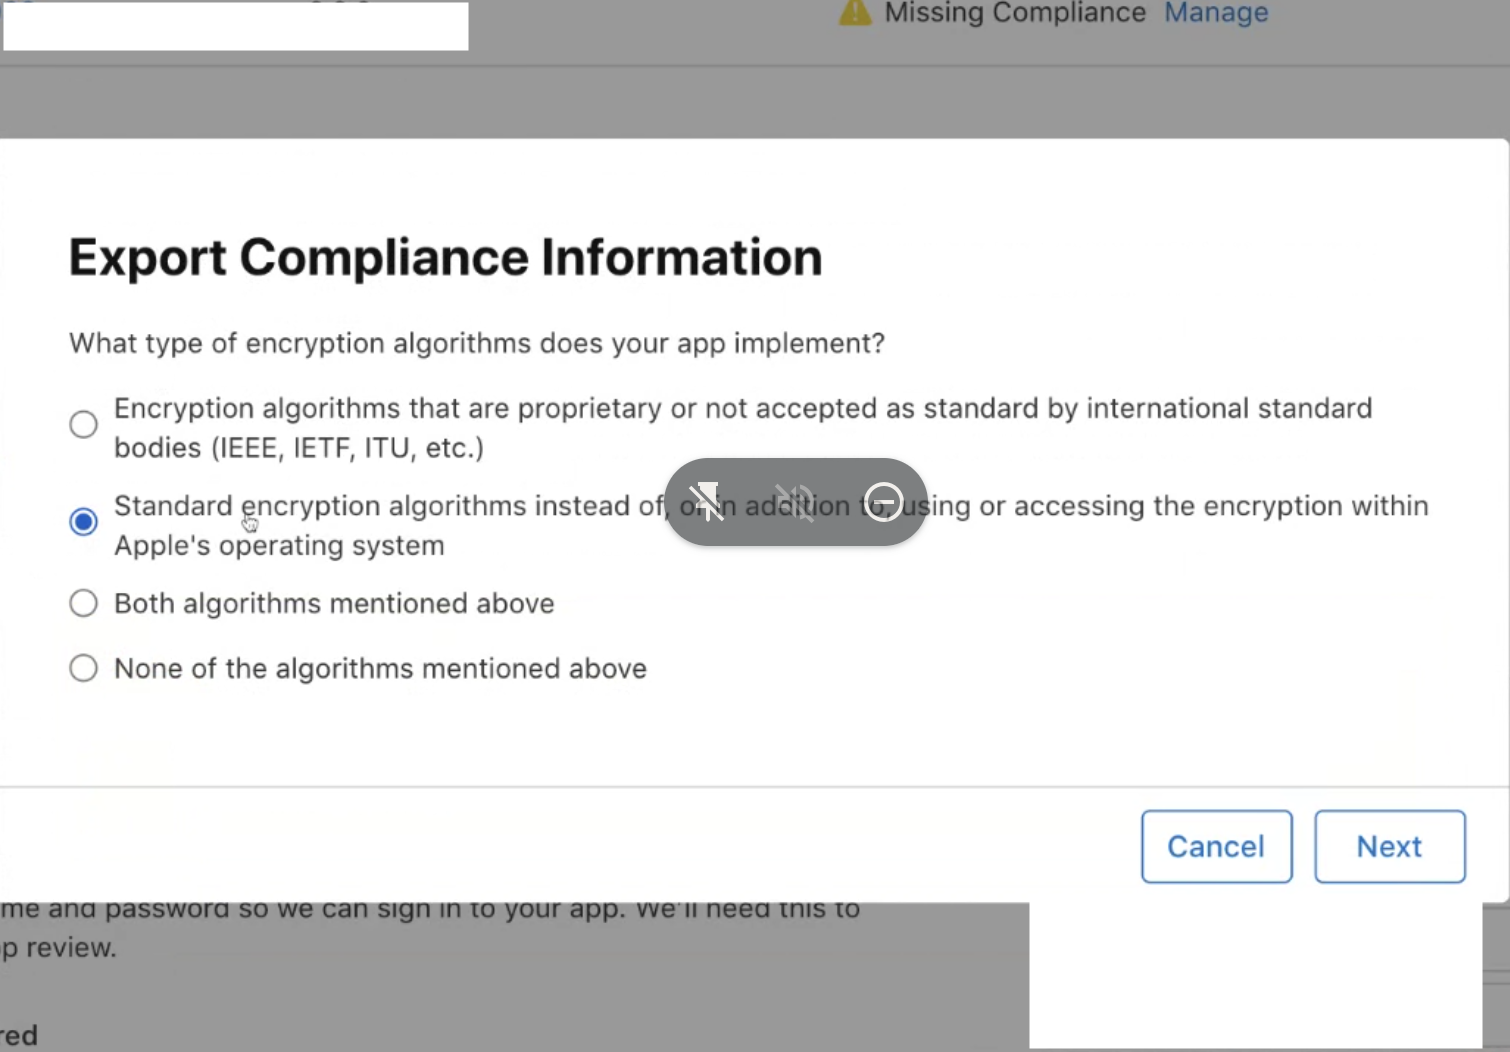 Missing Compliance Manage
Export Compliance Information
What type of encryption algorithms does your app implement?
Encryption algorithms that are proprietary or not accepted as standard by international standard
bodies (IEEE, IETF, ITU, etc.)
Standard encryption algorithms instead of, or in addition to, using or accessing the encryption within
Apple's operating system
Both algorithms mentioned above
None of the algorithms mentioned above
Cancel Next
me and password so we can sign in to your app. We'll need this to
p review.
red